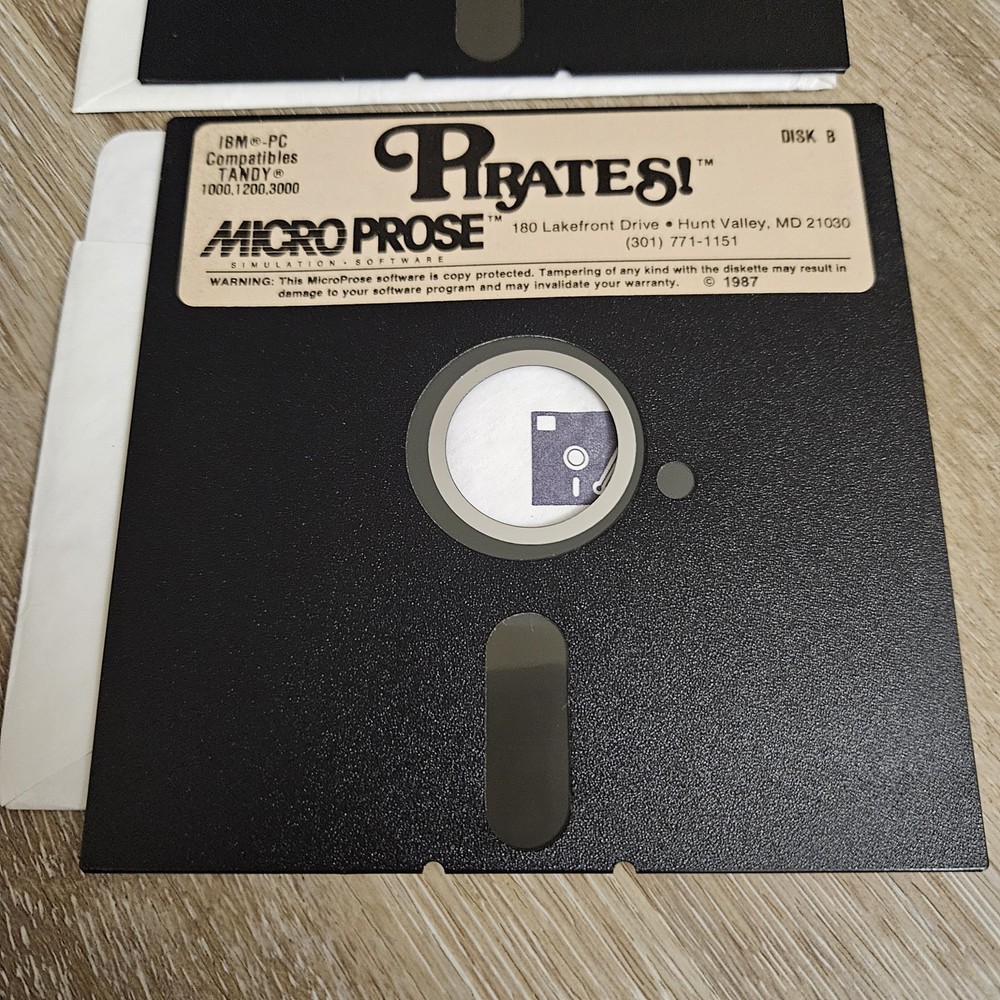 IBM®-PC
Compatibles
TANDY®
1000,1200,3000
PIRATES!™
DISK B
MICRO PROSE™
SIMULATION • SOFTWARE
180 Lakefront Drive • Hunt Valley, MD 21030
(301) 771-1151
WARNING: This MicroProse software is copy protected. Tampering of any kind with the diskette may result in
damage to your software program and may invalidate your warranty. © 1987